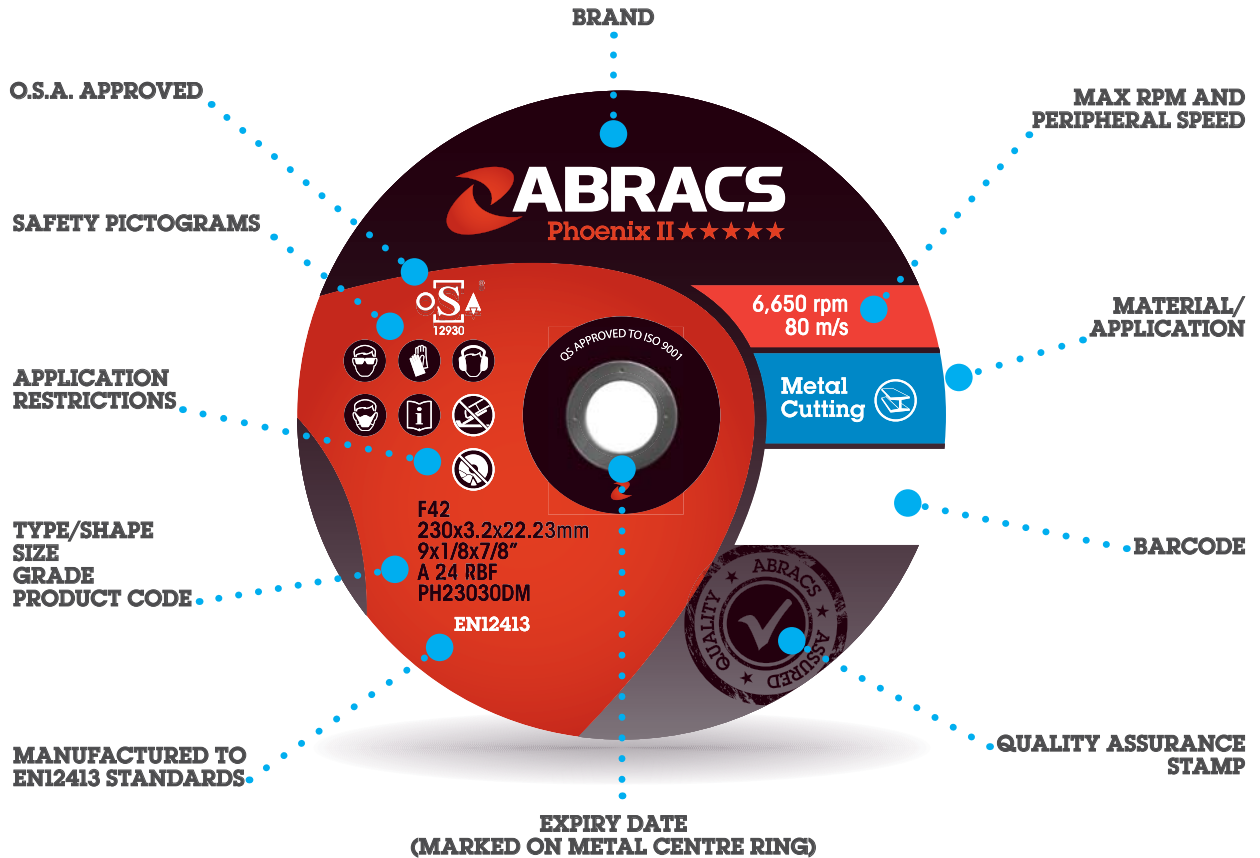 BRAND
O.S.A. APPROVED
MAX RPM AND
PERIPHERAL SPEED
SAFETY PICTOGRAMS
ABRACS
Phoenix II ★★★★★
OSA®
12930
6,650 rpm
80 m/s
MATERIAL/
APPLICATION
QS APPROVED TO ISO 9001
APPLICATION
RESTRICTIONS
Metal
Cutting
i
F42
230x3.2x22.23mm
9x1/8x7/8"
A 24 RBF
PH23030DM
TYPE/SHAPE
SIZE
GRADE
PRODUCT CODE
BARCODE
EN12413
★ ABRACS ★ ASSURED ★ QUALITY
MANUFACTURED TO
EN12413 STANDARDS
QUALITY ASSURANCE
STAMP
EXPIRY DATE
(MARKED ON METAL CENTRE RING)